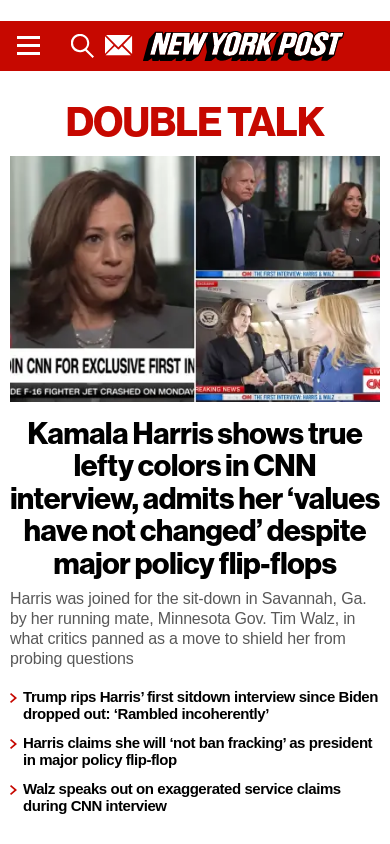 NEW YORK POST
DOUBLE TALK
OIN CNN FOR EXCLUSIVE FIRST IN
DE F-16 FIGHTER JET CRASHED ON MONDAY
CNN THE FIRST INTERVIEW: HARRIS & WALZ
BREAKING NEWS
LIVE
CNN
CNN THE FIRST INTERVIEW: HARRIS & WALZ
Kamala Harris shows true
lefty colors in CNN
interview, admits her ‘values
have not changed’ despite
major policy flip-flops
Harris was joined for the sit-down in Savannah, Ga.
by her running mate, Minnesota Gov. Tim Walz, in
what critics panned as a move to shield her from
probing questions
Trump rips Harris’ first sitdown interview since Biden
dropped out: ‘Rambled incoherently’
Harris claims she will ‘not ban fracking’ as president
in major policy flip-flop
Walz speaks out on exaggerated service claims
during CNN interview